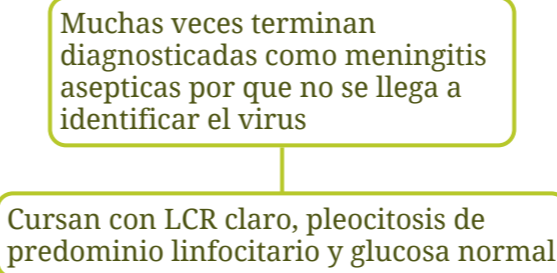 Muchas veces terminan
diagnosticadas como meningitis
asepticas por que no se llega a
identificar el virus
Cursan con LCR claro, pleocitosis de
predominio linfocitario y glucosa normal